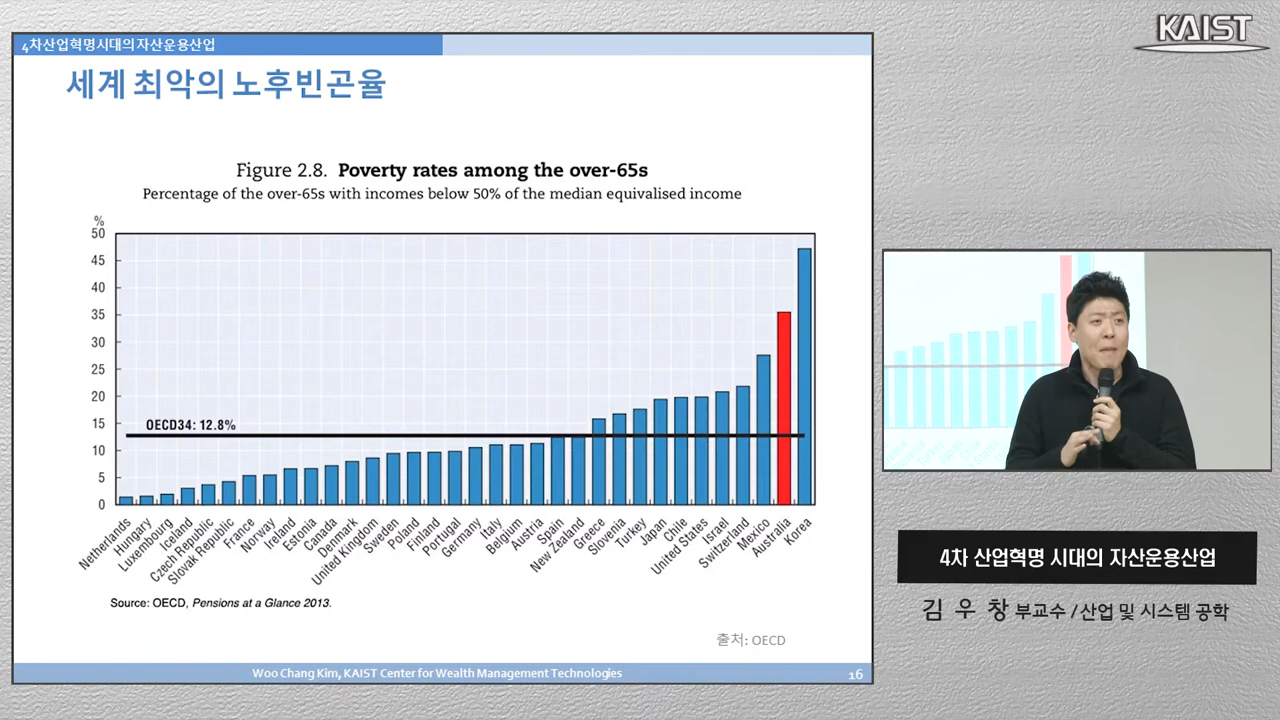 4차산업혁명시대의자산운용산업
KAIST
세계 최악의 노후빈곤율
Figure 2.8. Poverty rates among the over-65s
Percentage of the over-65s with incomes below 50% of the median equivalised income
%
50
45
40
35
30
25
20
15
10
5
0
OECD34: 12.8%
Netherlands
Hungary
Luxembourg
Iceland
Czech Republic
Slovak Republic
France
Norway
Ireland
Estonia
Canada
Denmark
United Kingdom
Sweden
Poland
Finland
Portugal
Germany
Italy
Belgium
Austria
Spain
New Zealand
Greece
Slovenia
Turkey
Japan
Chile
United States
Israel
Switzerland
Mexico
Australia
Korea
Source: OECD, Pensions at a Glance 2013.
출처: OECD
Woo Chang Kim, KAIST Center for Wealth Management Technologies
16
4차 산업혁명 시대의 자산운용산업
김 우 창 부교수 / 산업 및 시스템 공학